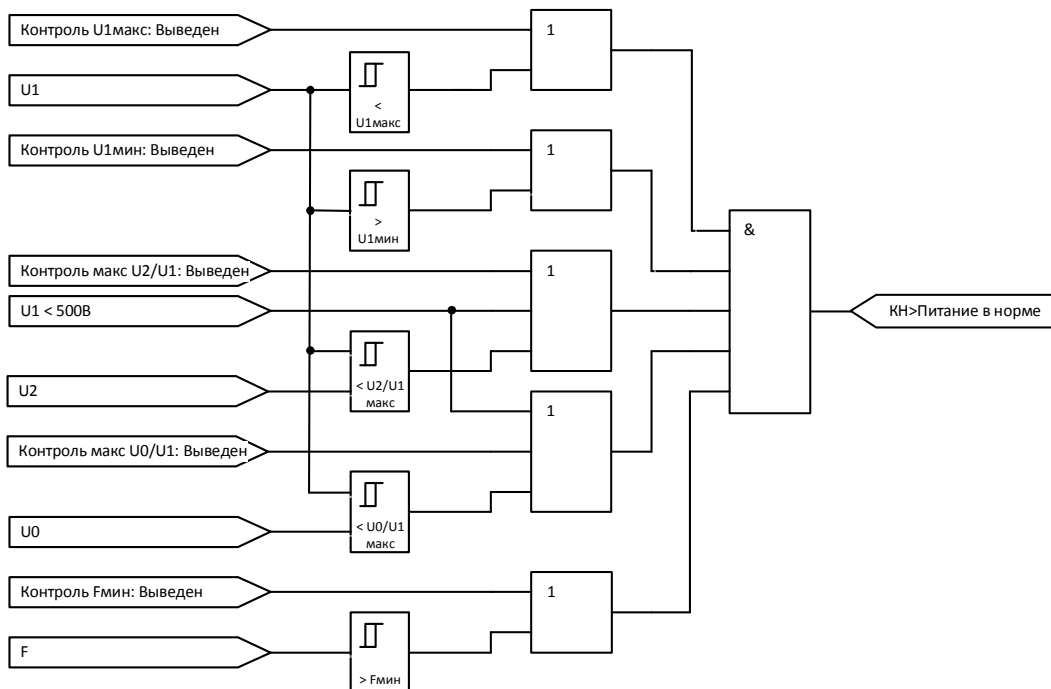 Контроль U1макс: Выведен
1
U1
<
U1макс
Контроль U1мин: Выведен
1
>
U1мин
&
Контроль макс U2/U1: Выведен
1
U1 < 500В
КН>Питание в норме
U2
< U2/U1
макс
1
Контроль макс U0/U1: Выведен
U0
< U0/U1
макс
Контроль Fмин: Выведен
1
F
> Fмин